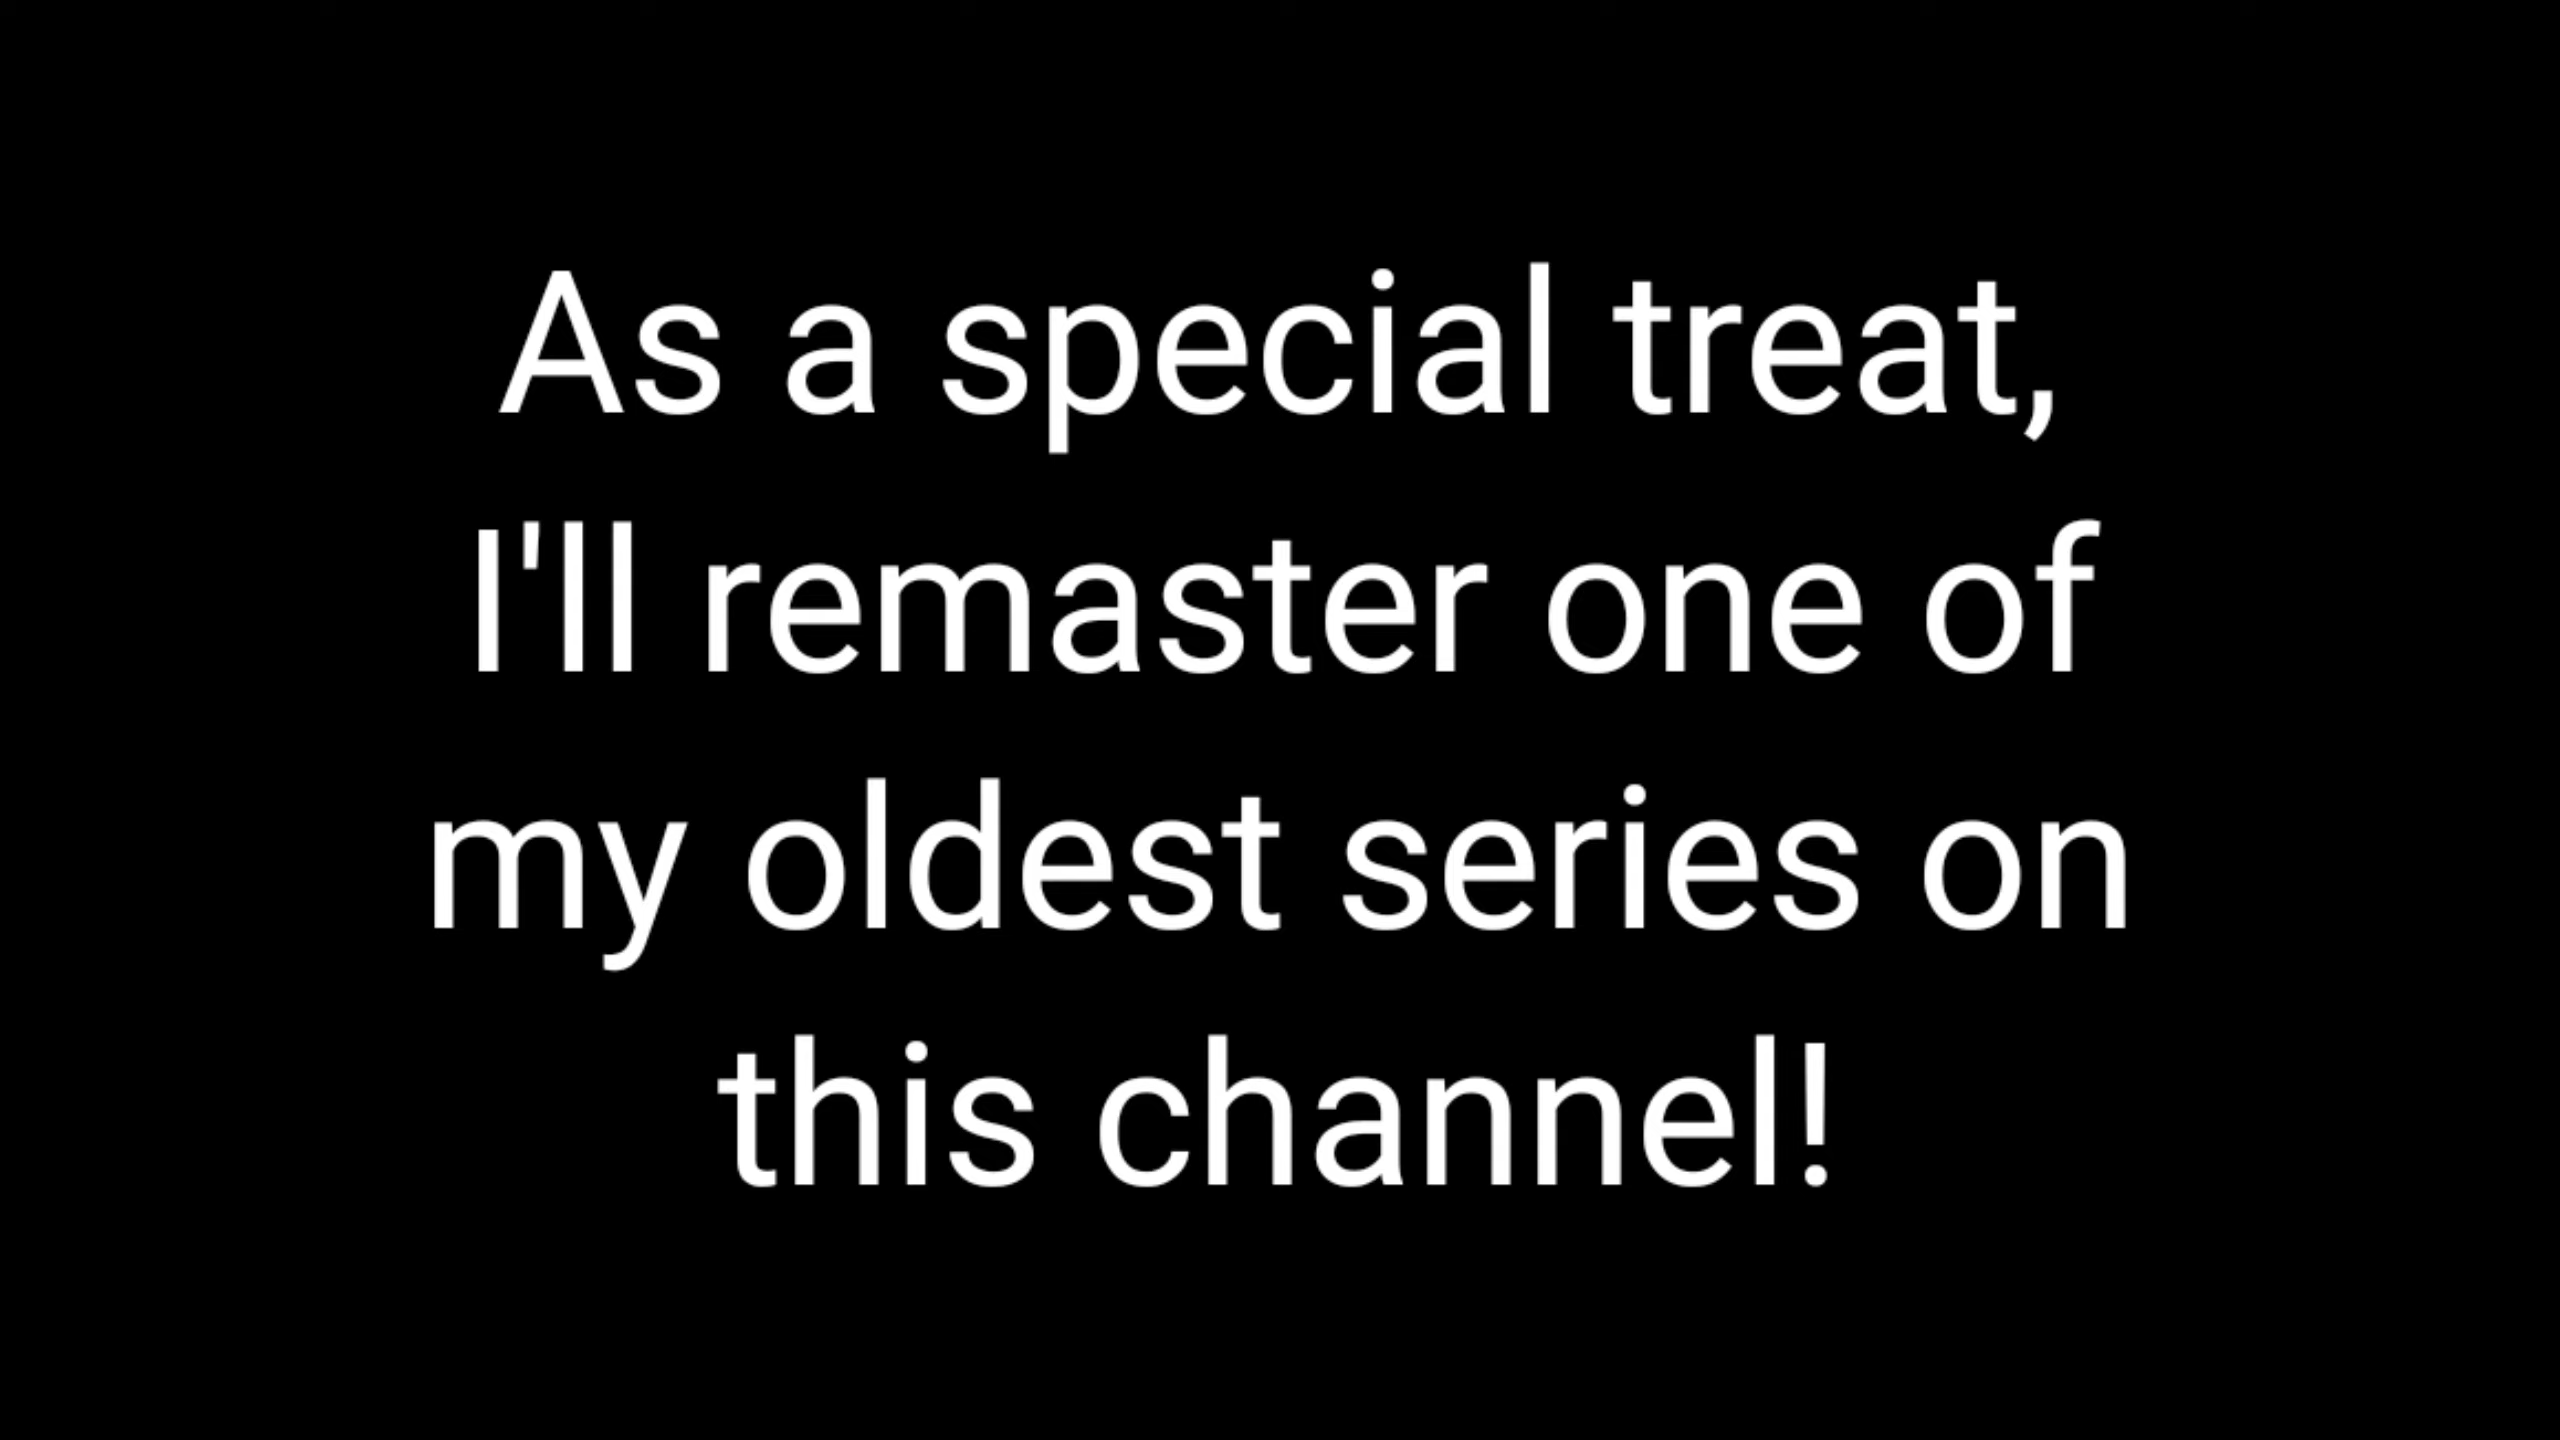 As a special treat,
I'll remaster one of
my oldest series on
this channel!